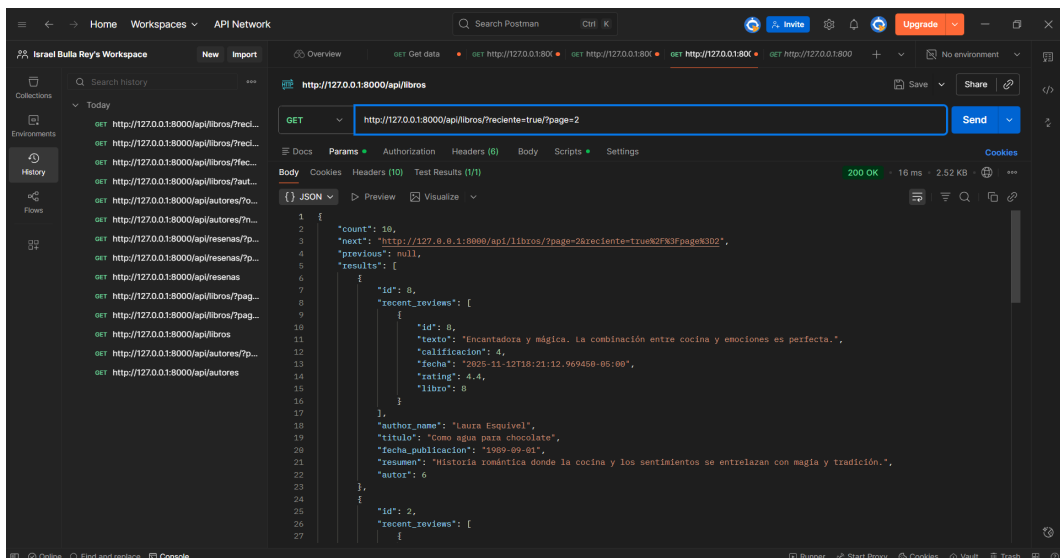 Home Workspaces API Network Search Postman Ctrl K Invite Upgrade
Israel Bulla Rey's Workspace New Import Overview GET Get data GET http://127.0.0.1:80( GET http://127.0.0.1:80( GET http://127.0.0.1:80( GET http://127.0.0.1:800 No environment
Collections
Environments
History
Flows
Search history
Today
GET http://127.0.0.1:8000/api/libros/?reci...
GET http://127.0.0.1:8000/api/libros/?reci...
GET http://127.0.0.1:8000/api/libros/?fec...
GET http://127.0.0.1:8000/api/libros/?aut...
GET http://127.0.0.1:8000/api/autores/?o...
GET http://127.0.0.1:8000/api/autores/?n...
GET http://127.0.0.1:8000/api/resenas/?p...
GET http://127.0.0.1:8000/api/resenas/?p...
GET http://127.0.0.1:8000/api/resenas
GET http://127.0.0.1:8000/api/libros/?pag...
GET http://127.0.0.1:8000/api/libros/?pag...
GET http://127.0.0.1:8000/api/libros
GET http://127.0.0.1:8000/api/autores/?p...
GET http://127.0.0.1:8000/api/autores
HTTP http://127.0.0.1:8000/api/libros Save Share
GET http://127.0.0.1:8000/api/libros/?reciente=true/?page=2 Send
Docs Params Authorization Headers (6) Body Scripts Settings Cookies
Body Cookies Headers (10) Test Results (1/1) 200 OK 16 ms 2.52 KB
{} JSON Preview Visualize
1 {
2 "count": 10,
3 "next": "http://127.0.0.1:8000/api/libros/?page=2&reciente=true%2F%3Fpage%3D2",
4 "previous": null,
5 "results": [
6 {
7 "id": 8,
8 "recent_reviews": [
9 {
10 "id": 8,
11 "texto": "Encantadora y mágica. La combinación entre cocina y emociones es perfecta.",
12 "calificacion": 4,
13 "fecha": "2025-11-12T18:21:12.969450-05:00",
14 "rating": 4.4,
15 "libro": 8
16 }
17 ],
18 "author_name": "Laura Esquivel",
19 "titulo": "Como agua para chocolate",
20 "fecha_publicacion": "1989-09-01",
21 "resumen": "Historia romántica donde la cocina y los sentimientos se entrelazan con magia y tradición.",
22 "autor": 6
23 },
24 {
25 "id": 2,
26 "recent_reviews": [
27 {
Online Find and replace Console Runner Start Proxy Cookies Vault Trash